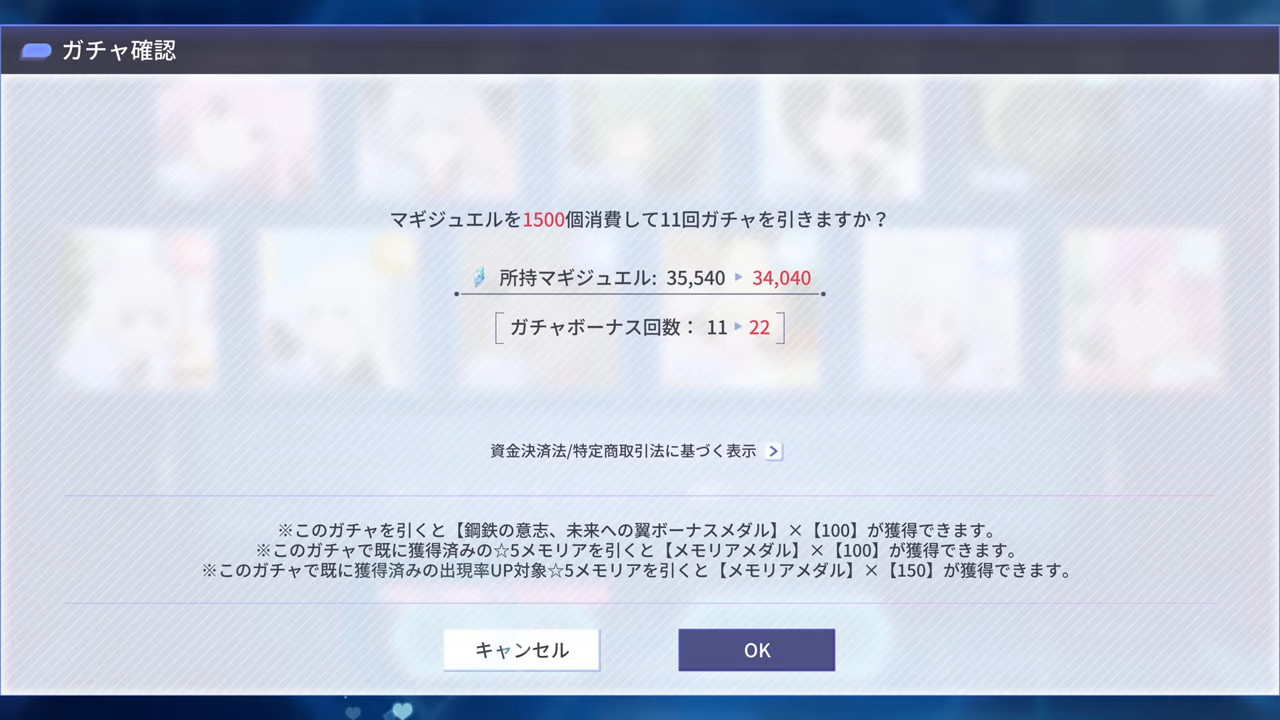 ガチャ確認
マギジュエルを1500個消費して11回ガチャを引きますか？
所持マギジュエル: 35,540 ▶ 34,040
ガチャボーナス回数： 11 ▶ 22
資金決済法/特定商取引法に基づく表示 >
※このガチャを引くと【鋼鉄の意志、未来への翼ボーナスメダル】×【100】が獲得できます。
※このガチャで既に獲得済みの☆5メモリアを引くと【メモリアメダル】×【100】が獲得できます。
※このガチャで既に獲得済みの出現率UP対象☆5メモリアを引くと【メモリアメダル】×【150】が獲得できます。
キャンセル
OK